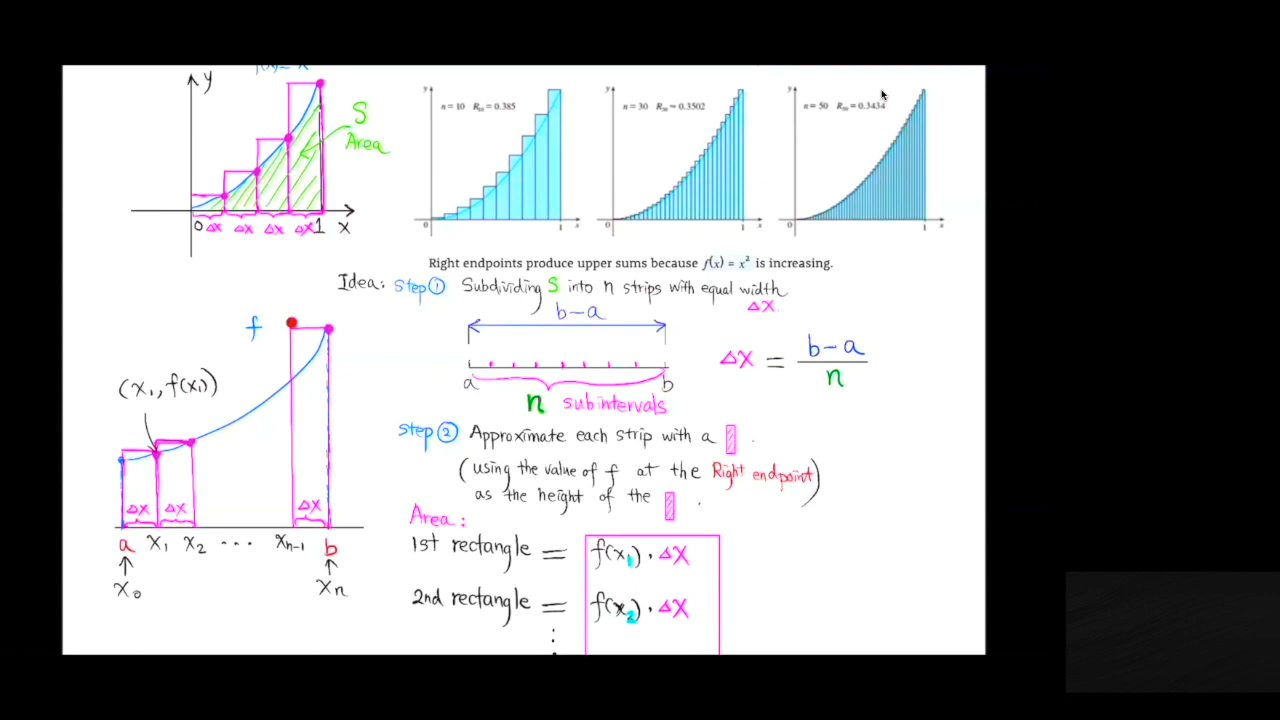 y
S
Area
0 Δx Δx Δx Δx 1 x
y
n = 10 R₁₀ = 0.385
0 1 x
y
n = 30 R₃₀ = 0.3502
0 1 x
y
n = 50 R₅₀ = 0.3434
0 1 x
Right endpoints produce upper sums because f(x) = x² is increasing.
Idea: Step ① Subdividing S into n strips with equal width
Δx.
b-a
a b
n subintervals
Δx = b-a / n
f
(x₁, f(x₁))
Δx Δx Δx
a x₁ x₂ ... xₙ₋₁ b
↑ ↑
x₀ xₙ
Step ② Approximate each strip with a .
(using the value of f at the Right endpoint)
as the height of the .
Area:
1st rectangle = f(x₁) · Δx
2nd rectangle = f(x₂) · Δx
⋮